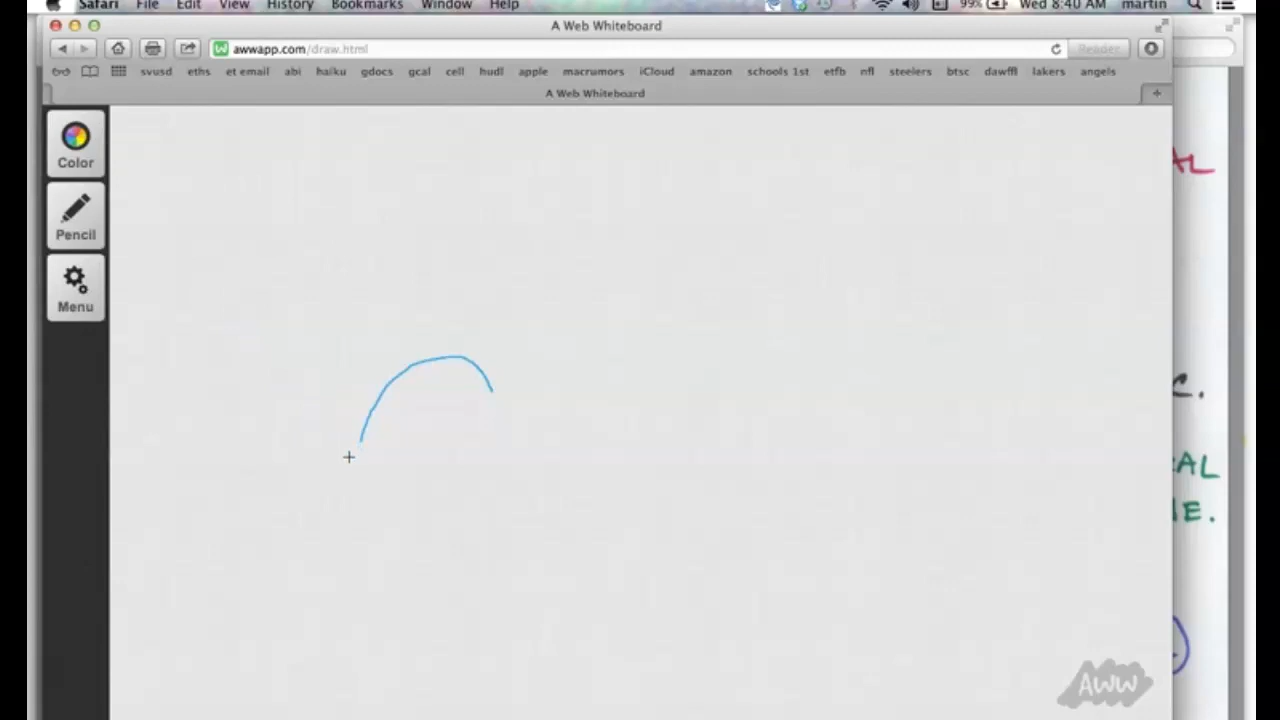 Safari File Edit View History Bookmarks Window Help 99% Wed 8:40 AM martin
A Web Whiteboard
awwapp.com/draw.html Reader
svusd eths et email abi haiku gdocs gcal cell hudl apple macrumors iCloud amazon schools 1st etfb nfl steelers btsc dawffl lakers angels
A Web Whiteboard
Color
AL
Pencil
Menu
C.
AL
E.
AWW